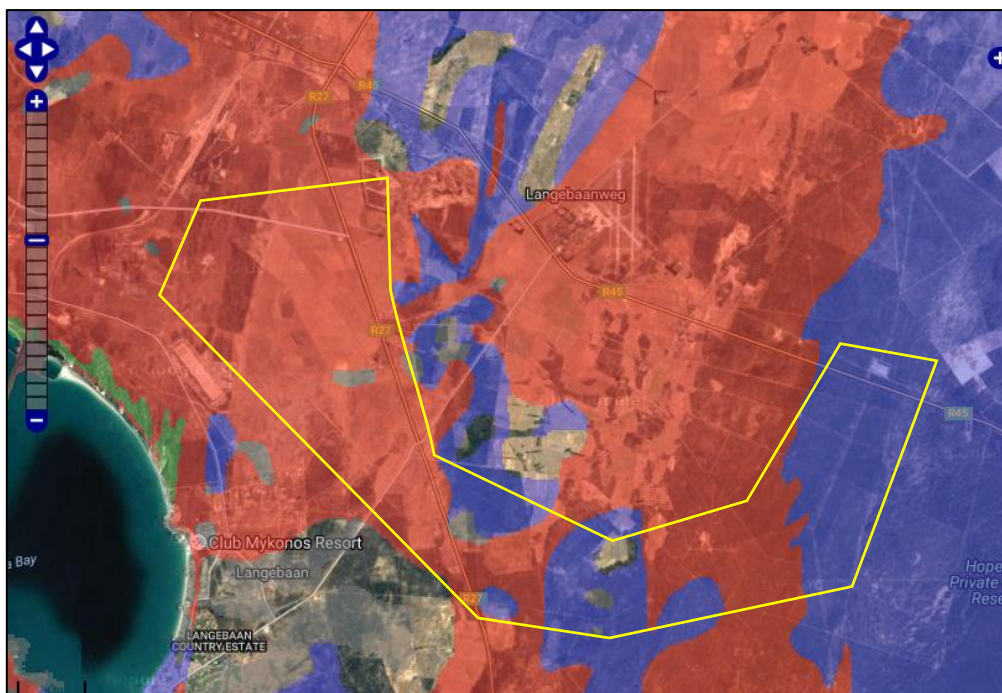 R45
R27
Langebaanweg
R45
R27
R45
Club Mykonos Resort
a Bay
Langebaan
Hope
Private
Rese
R27
LANGEBAAN
COUNTRY ESTATE